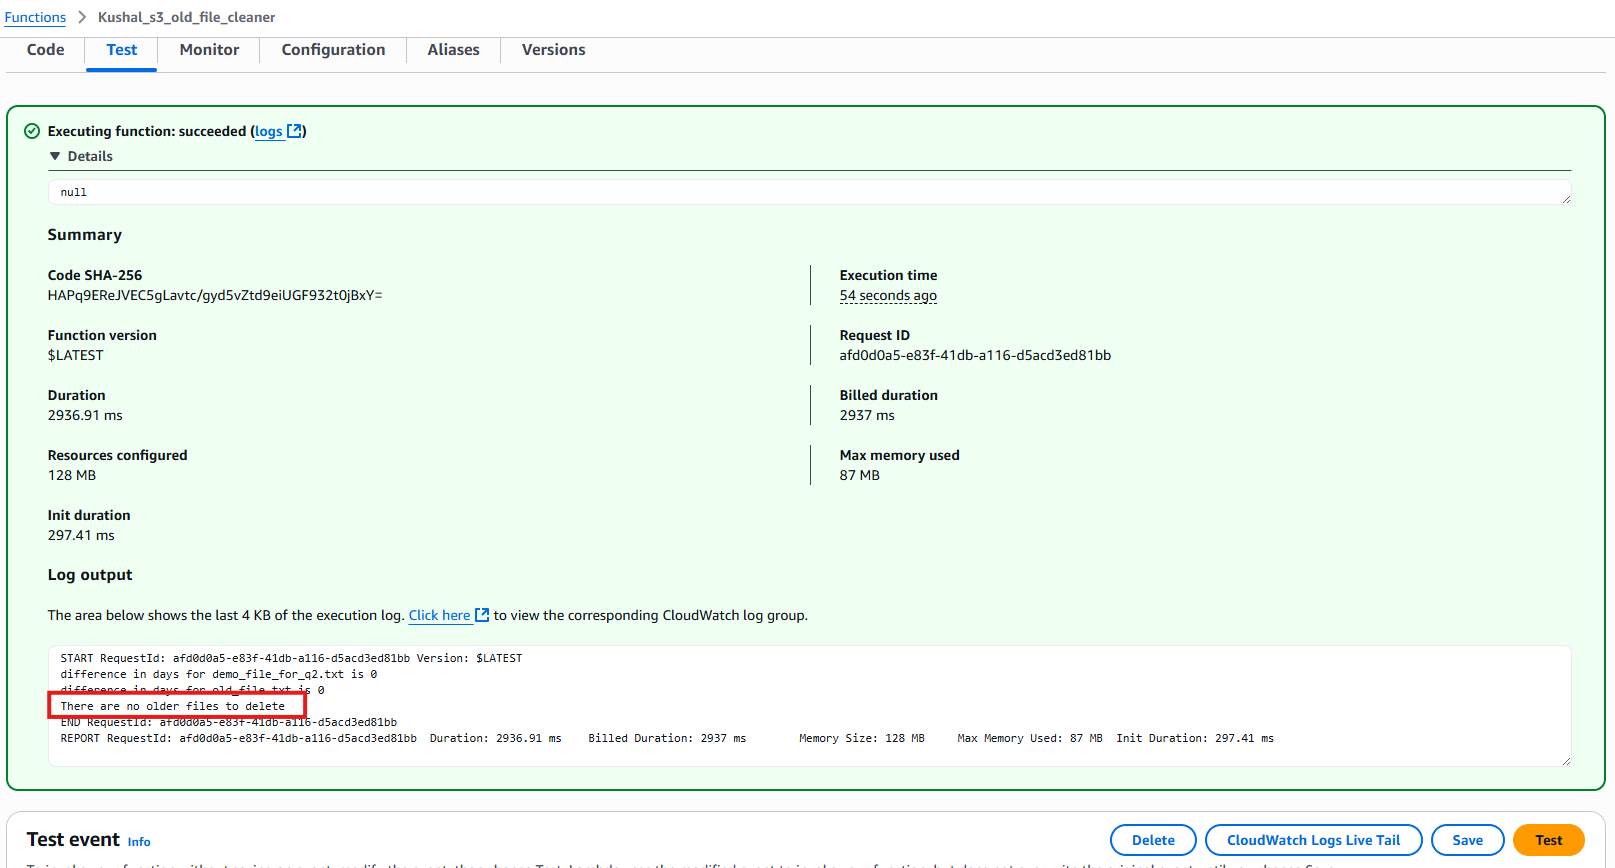 Functions > Kushal_s3_old_file_cleaner
Code Test Monitor Configuration Aliases Versions
Executing function: succeeded (logs)
Details
null
Summary
Code SHA-256
HAPq9EReJVEC5gLavtc/gyd5vZtd9eiUGF932t0jBxY=
Execution time
54 seconds ago
Function version
$LATEST
Request ID
afd0d0a5-e83f-41db-a116-d5acd3ed81bb
Duration
2936.91 ms
Billed duration
2937 ms
Resources configured
128 MB
Max memory used
87 MB
Init duration
297.41 ms
Log output
The area below shows the last 4 KB of the execution log. Click here to view the corresponding CloudWatch log group.
START RequestId: afd0d0a5-e83f-41db-a116-d5acd3ed81bb Version: $LATEST
difference in days for demo_file_for_q2.txt is 0
difference in days for old_file.txt is 0
There are no older files to delete
END RequestId: afd0d0a5-e83f-41db-a116-d5acd3ed81bb
REPORT RequestId: afd0d0a5-e83f-41db-a116-d5acd3ed81bb Duration: 2936.91 ms Billed Duration: 2937 ms Memory Size: 128 MB Max Memory Used: 87 MB Init Duration: 297.41 ms
Test event Info
Delete CloudWatch Logs Live Tail Save Test